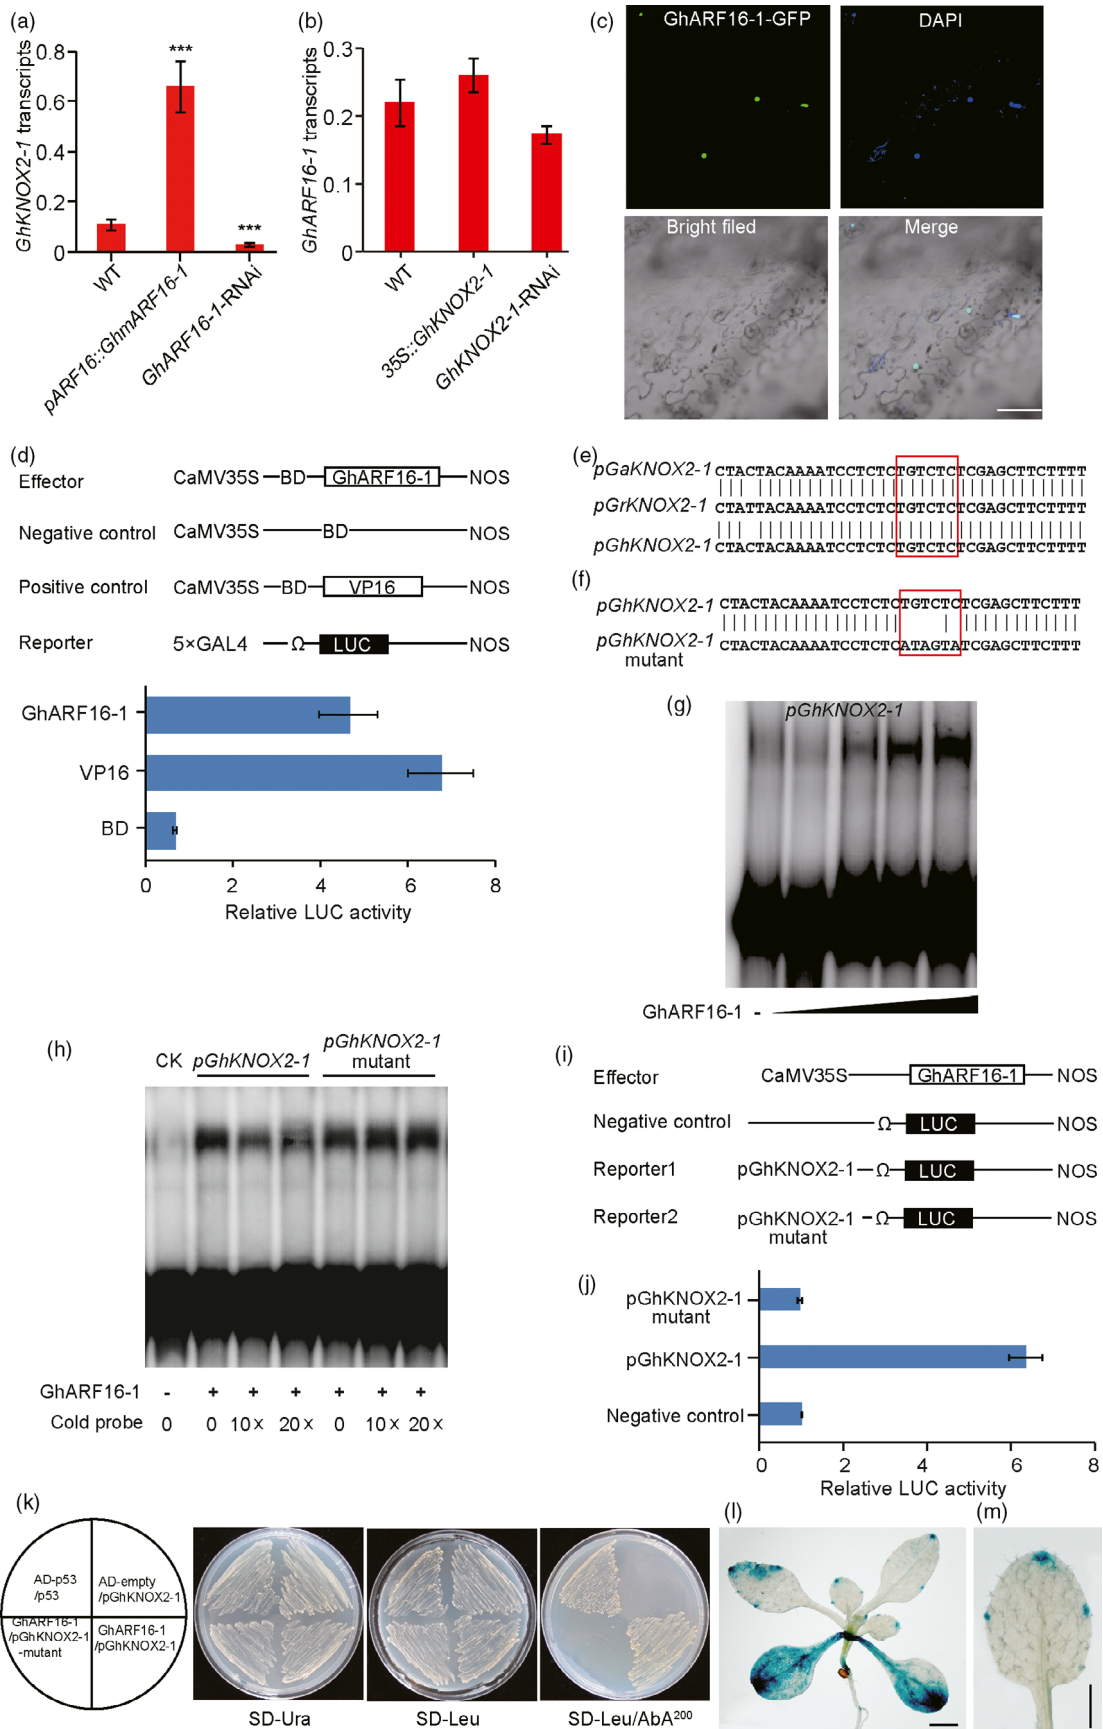 (a)
GhKNOX2-1 transcripts
0.8
0.6
0.4
0.2
0
***
***
WT
pARF16::GhmARF16-1
GhARF16-1-RNAi
(b)
GhARF16-1 transcripts
0.3
0.2
0.1
0
WT
35S::GhKNOX2-1
GhKNOX2-1-RNAi
(c)
GhARF16-1-GFP
DAPI
Bright filed
Merge
(d)
Effector CaMV35S BD GhARF16-1 NOS
Negative control CaMV35S BD NOS
Positive control CaMV35S BD VP16 NOS
Reporter 5×GAL4 Ω LUC NOS
GhARF16-1
VP16
BD
0 2 4 6 8
Relative LUC activity
(e)
pGaKNOX2-1 CTACTACAAAATCCTCTCTGTCTCTCGAGCTTCTTTT
pGrKNOX2-1 CTATTACAAAATCCTCTCTGTCTCTCGAGCTTCTTTT
pGhKNOX2-1 CTACTACAAAATCCTCTCTGTCTCTCGAGCTTCTTTT
(f)
pGhKNOX2-1 CTACTACAAAATCCTCTCTGTCTCTCGAGCTTCTTT
pGhKNOX2-1 CTACTACAAAATCCTCTCATAGTATCGAGCTTCTTT
mutant
(g)
pGhKNOX2-1
GhARF16-1 -
(h)
CK pGhKNOX2-1 pGhKNOX2-1
mutant
GhARF16-1 - + + + + + +
Cold probe 0 0 10× 20× 0 10× 20×
(i)
Effector CaMV35S GhARF16-1 NOS
Negative control Ω LUC NOS
Reporter1 pGhKNOX2-1 Ω LUC NOS
Reporter2 pGhKNOX2-1 Ω LUC NOS
mutant
(j)
pGhKNOX2-1
mutant
pGhKNOX2-1
Negative control
0 2 4 6 8
Relative LUC activity
(k)
AD-p53
/p53
AD-empty
/pGhKNOX2-1
GhARF16-1
/pGhKNOX2-1
-mutant
GhARF16-1
/pGhKNOX2-1
SD-Ura
SD-Leu
SD-Leu/AbA200
(l)
(m)